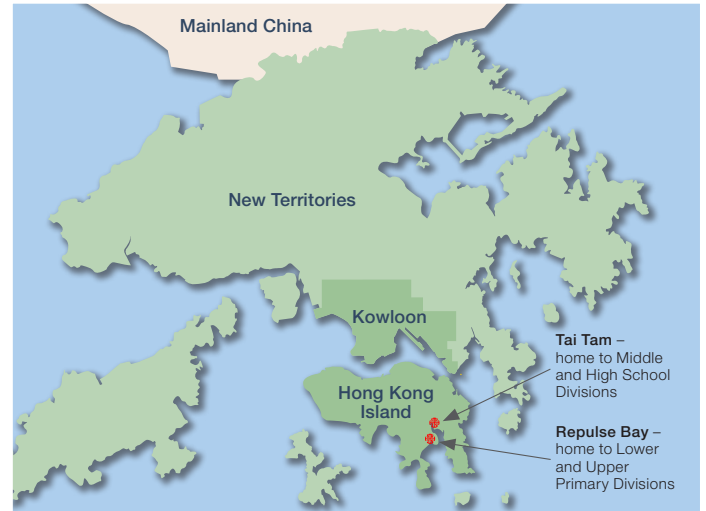 Mainland China
New Territories
Kowloon
Hong Kong
Island
Tai Tam –
home to Middle
and High School
Divisions
Repulse Bay –
home to Lower
and Upper
Primary Divisions